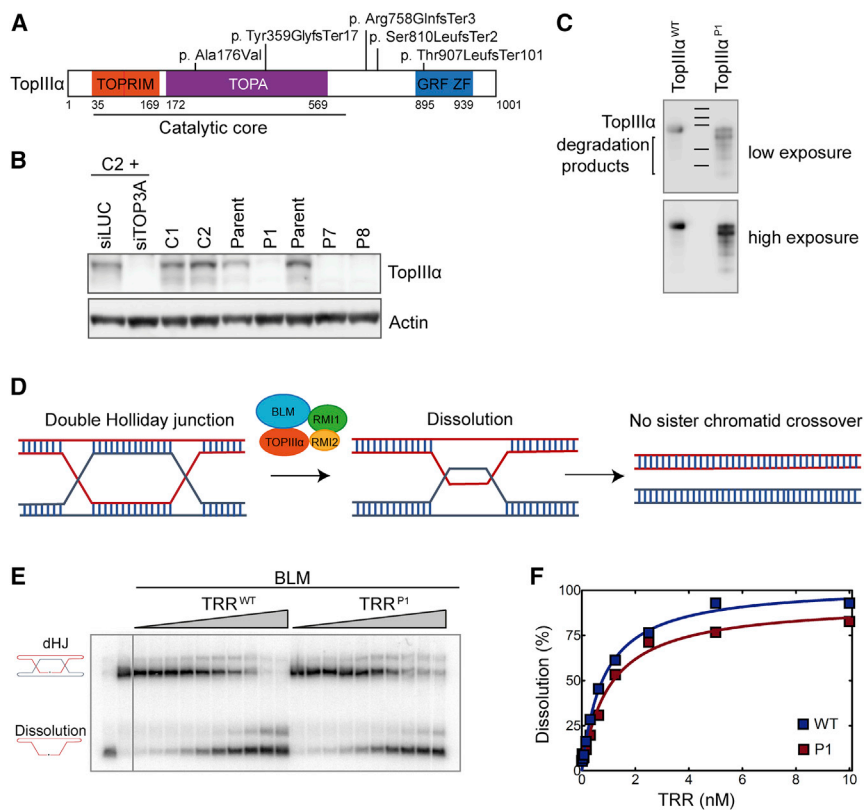 A
p. Arg758GlnfsTer3
p. Tyr359GlyfsTer17
p. Ser810LeufsTer2
p. Ala176Val
p. Thr907LeufsTer101
TopIIIα
TOPRIM
TOPA
GRF ZF
1
35
169
172
569
895
939
1001
Catalytic core
B
C2 +
siLUC
siTOP3A
C1
C2
Parent
P1
Parent
P7
P8
TopIIIα
Actin
C
TopIIIα WT
TopIIIα P1
TopIIIα
degradation
products
low exposure
high exposure
D
Double Holliday junction
BLM
RMI1
TOPIIIα
RMI2
Dissolution
No sister chromatid crossover
E
BLM
TRR WT
TRR P1
dHJ
Dissolution
F
100
75
50
25
0
Dissolution (%)
WT
P1
0
2
4
6
8
10
TRR (nM)